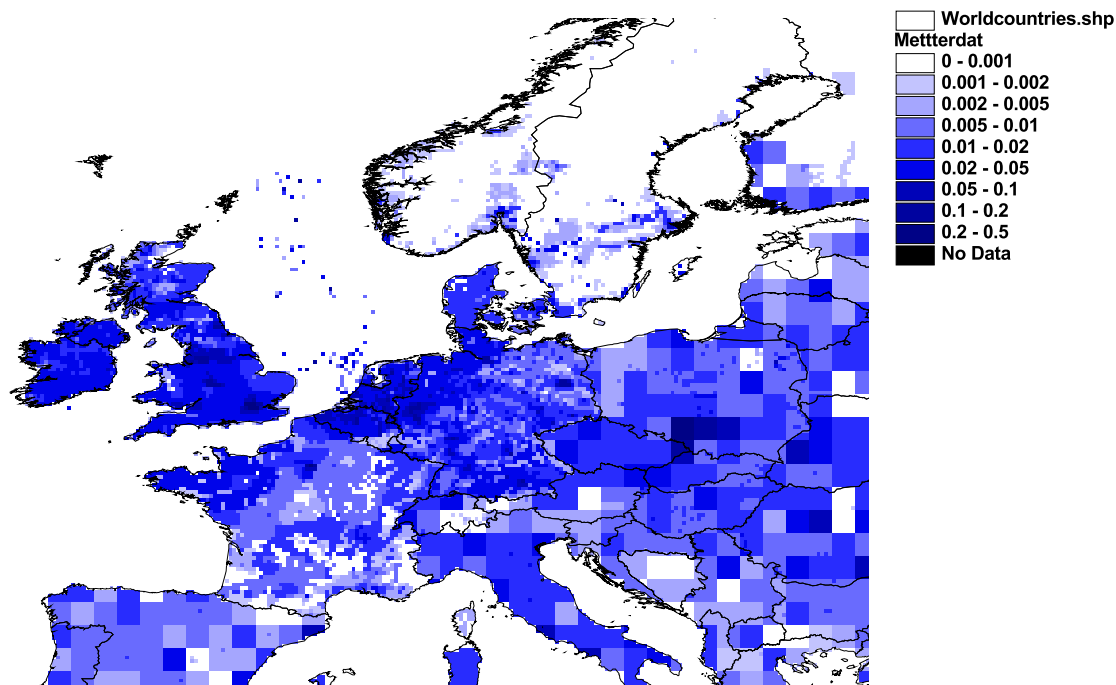 Worldcountries.shp
Mettterdat
0 - 0.001
0.001 - 0.002
0.002 - 0.005
0.005 - 0.01
0.01 - 0.02
0.02 - 0.05
0.05 - 0.1
0.1 - 0.2
0.2 - 0.5
No Data